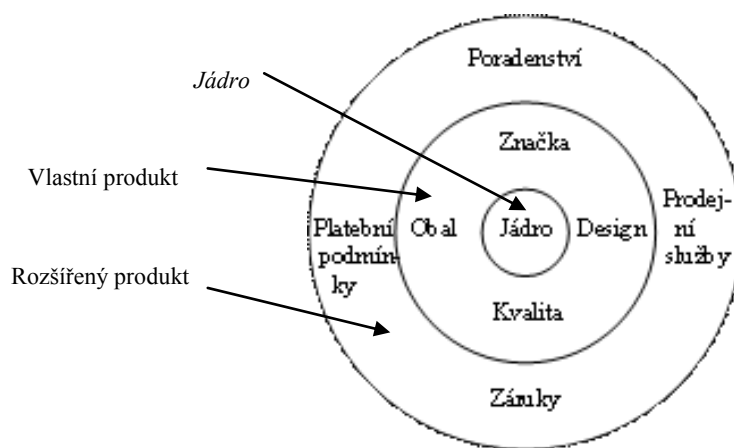 Poradenství
Jádro
Značka
Vlastní produkt
Prodej-
ní
služby
Platební
podmín-
ky
Obal
Jádro
Design
Rozšířený produkt
Kvalita
Záruky